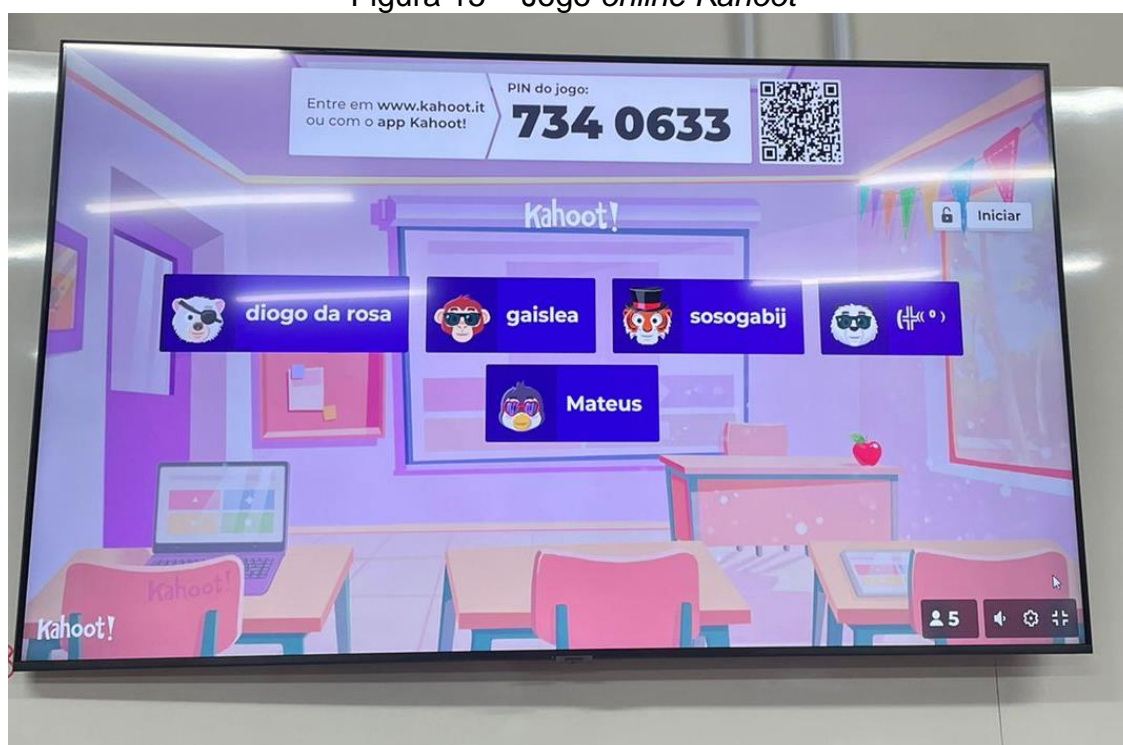 Figura 15 – Jogo online Kahoot
Entre em www.kahoot.it
ou com o app Kahoot!
PIN do jogo:
734 0633
Kahoot!
Iniciar
diogo da rosa
gaislea
sosogabij
Mateus
Kahoot!
Kahoot!
5